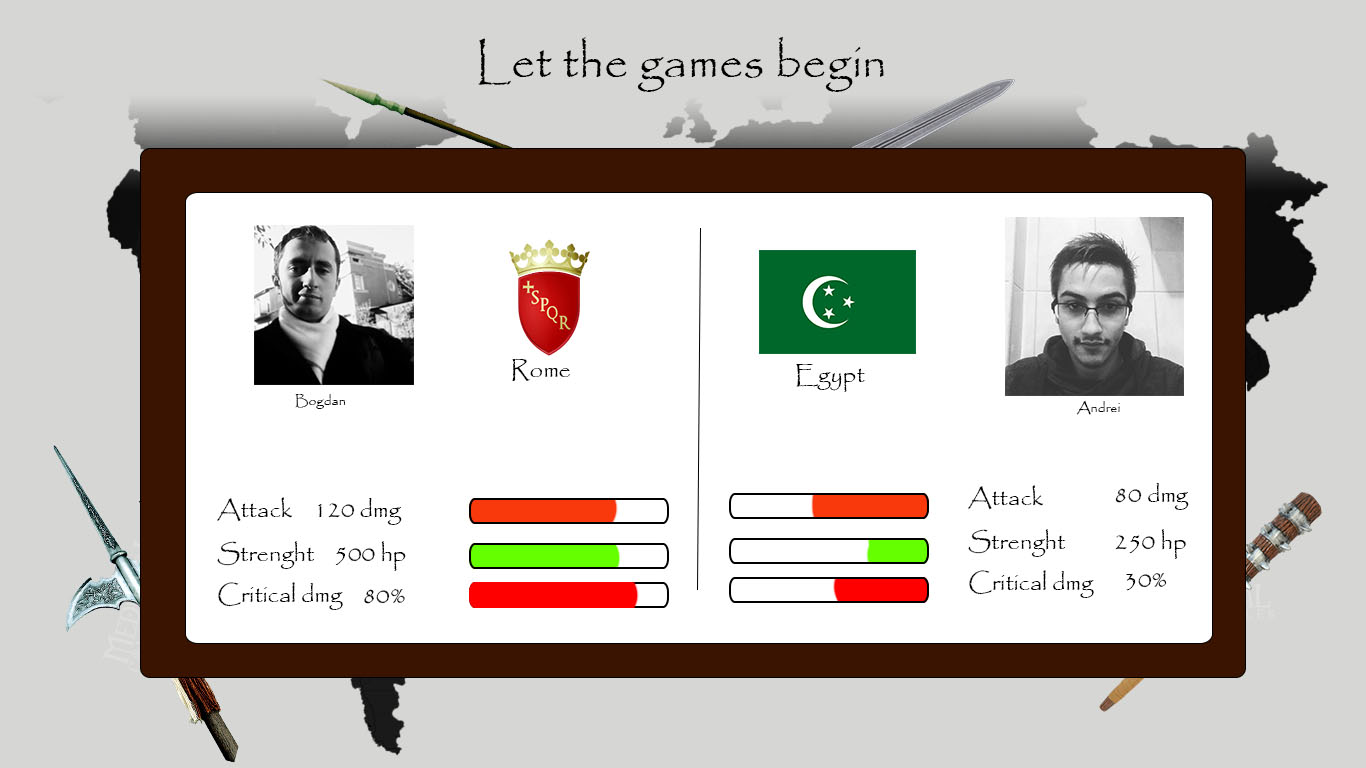 Let the games begin
SPQR
Rome
Egypt
Bogdan
Andrei
Attack 120 dmg
Strenght 500 hp
Critical dmg 80%
Attack 80 dmg
Strenght 250 hp
Critical dmg 30%